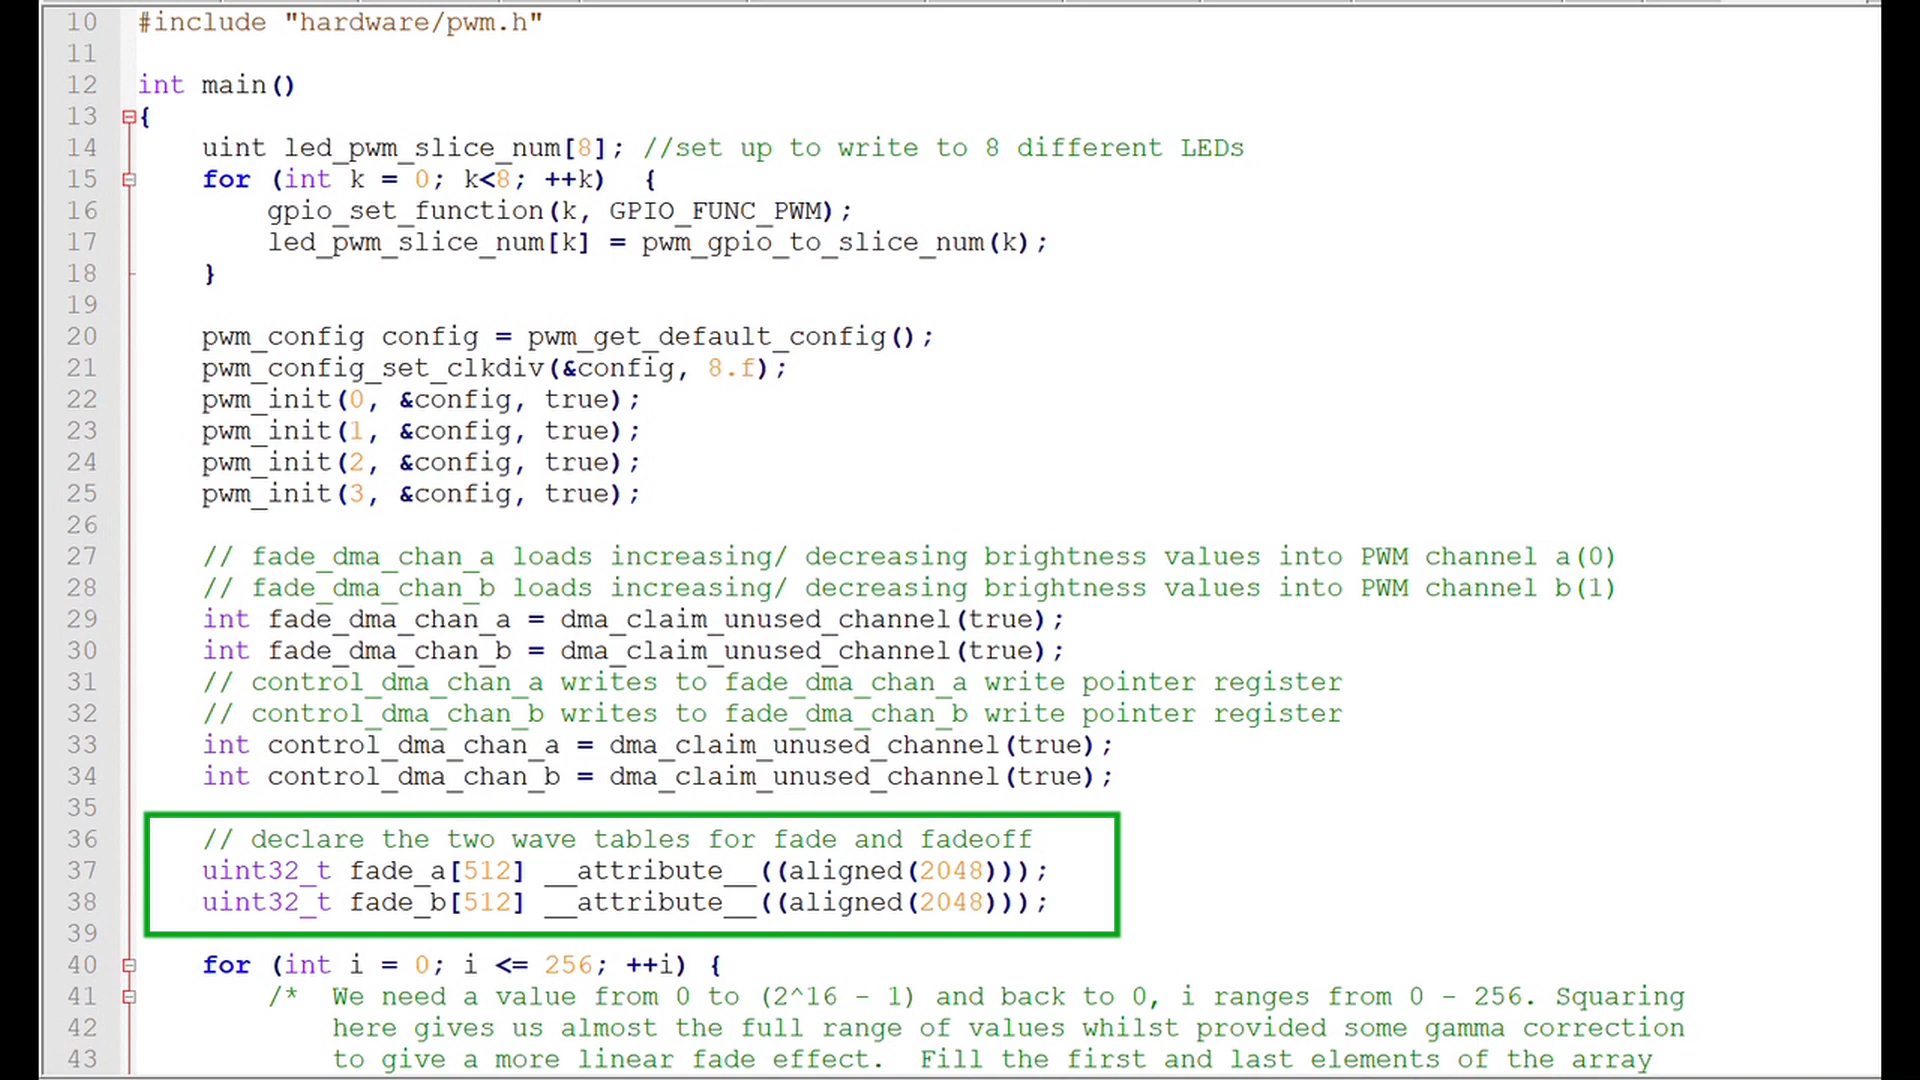 10 #include "hardware/pwm.h"
11
12 int main()
13 {
14 uint led_pwm_slice_num[8]; //set up to write to 8 different LEDs
15 for (int k = 0; k<8; ++k) {
16 gpio_set_function(k, GPIO_FUNC_PWM);
17 led_pwm_slice_num[k] = pwm_gpio_to_slice_num(k);
18 }
19
20 pwm_config config = pwm_get_default_config();
21 pwm_config_set_clkdiv(&config, 8.f);
22 pwm_init(0, &config, true);
23 pwm_init(1, &config, true);
24 pwm_init(2, &config, true);
25 pwm_init(3, &config, true);
26
27 // fade_dma_chan_a loads increasing/ decreasing brightness values into PWM channel a(0)
28 // fade_dma_chan_b loads increasing/ decreasing brightness values into PWM channel b(1)
29 int fade_dma_chan_a = dma_claim_unused_channel(true);
30 int fade_dma_chan_b = dma_claim_unused_channel(true);
31 // control_dma_chan_a writes to fade_dma_chan_a write pointer register
32 // control_dma_chan_b writes to fade_dma_chan_b write pointer register
33 int control_dma_chan_a = dma_claim_unused_channel(true);
34 int control_dma_chan_b = dma_claim_unused_channel(true);
35
36 // declare the two wave tables for fade and fadeoff
37 uint32_t fade_a[512] __attribute__((aligned(2048)));
38 uint32_t fade_b[512] __attribute__((aligned(2048)));
39
40 for (int i = 0; i <= 256; ++i) {
41 /* We need a value from 0 to (2^16 - 1) and back to 0, i ranges from 0 - 256. Squaring
42 here gives us almost the full range of values whilst provided some gamma correction
43 to give a more linear fade effect. Fill the first and last elements of the array